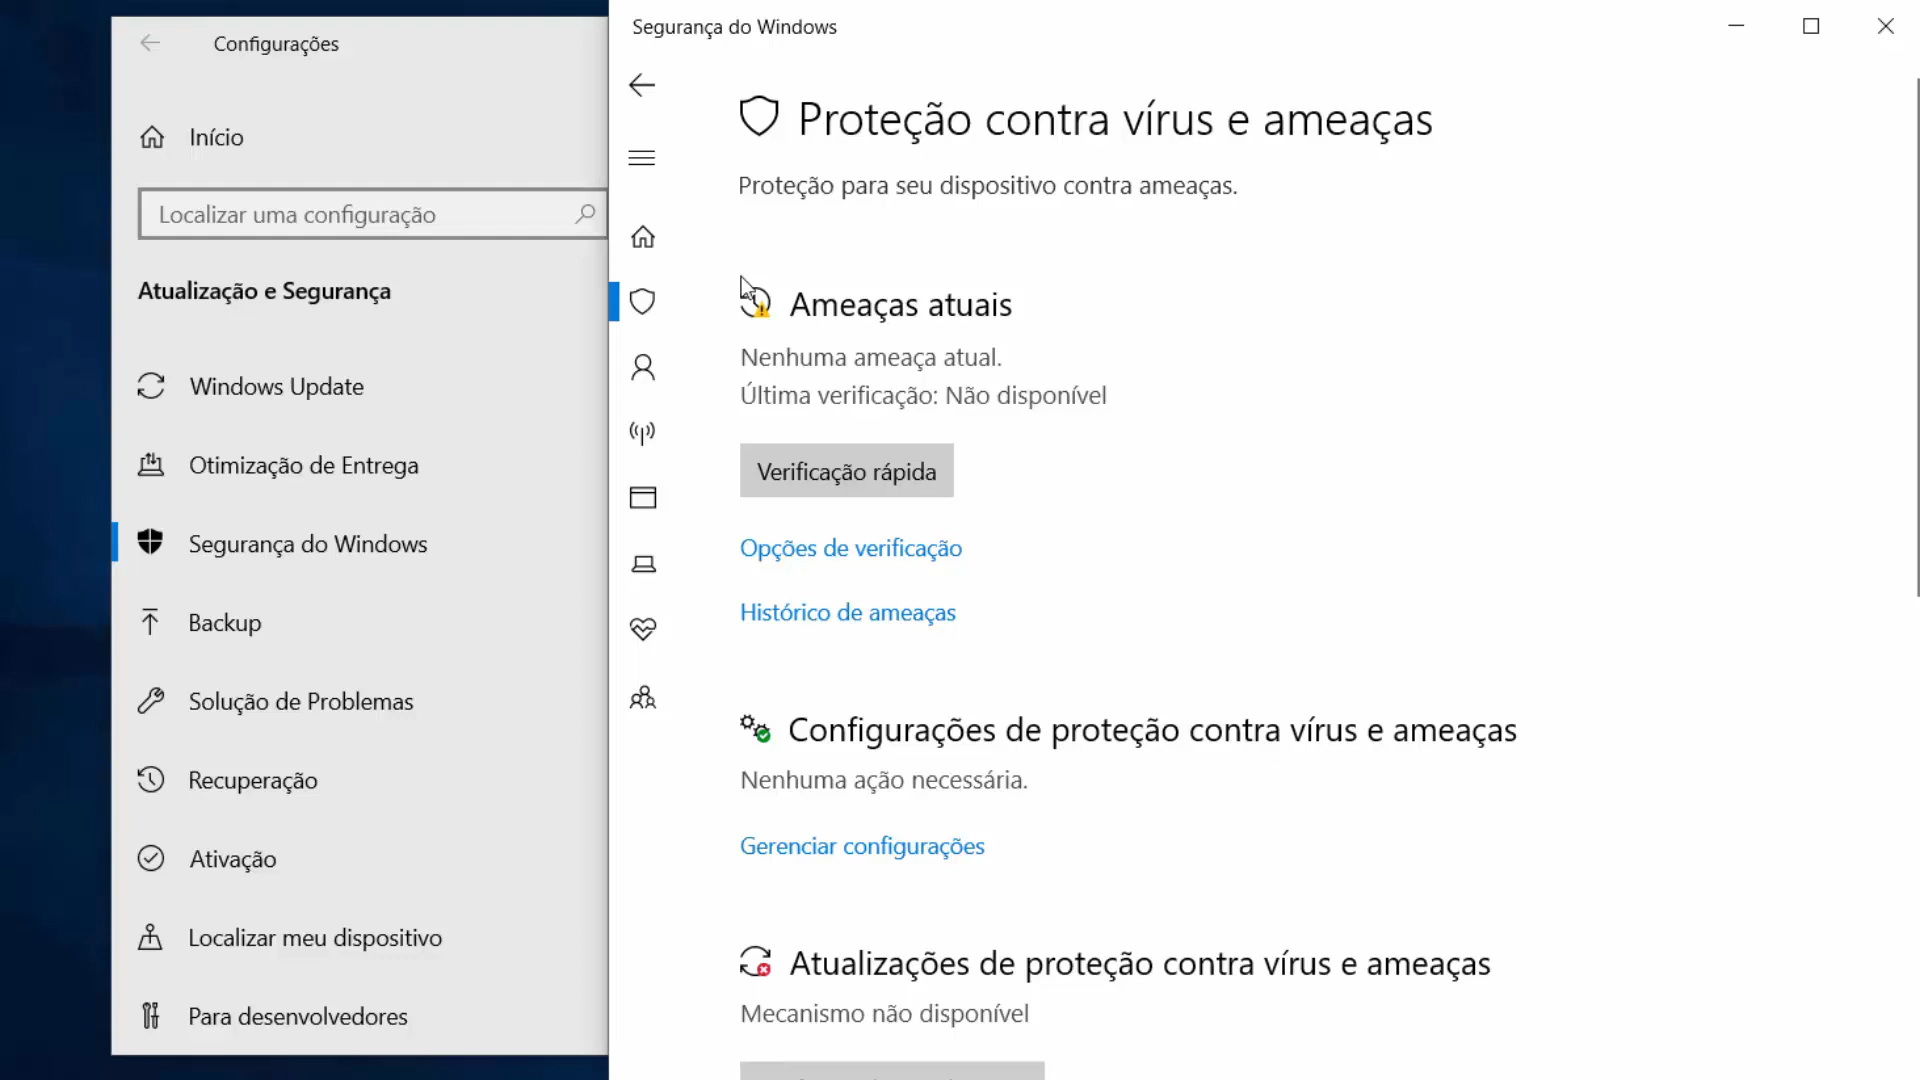 Configurações
Início
Localizar uma configuração
Atualização e Segurança
Windows Update
Otimização de Entrega
Segurança do Windows
Backup
Solução de Problemas
Recuperação
Ativação
Localizar meu dispositivo
Para desenvolvedores
Segurança do Windows
Proteção contra vírus e ameaças
Proteção para seu dispositivo contra ameaças.
Ameaças atuais
Nenhuma ameaça atual.
Última verificação: Não disponível
Verificação rápida
Opções de verificação
Histórico de ameaças
Configurações de proteção contra vírus e ameaças
Nenhuma ação necessária.
Gerenciar configurações
Atualizações de proteção contra vírus e ameaças
Mecanismo não disponível